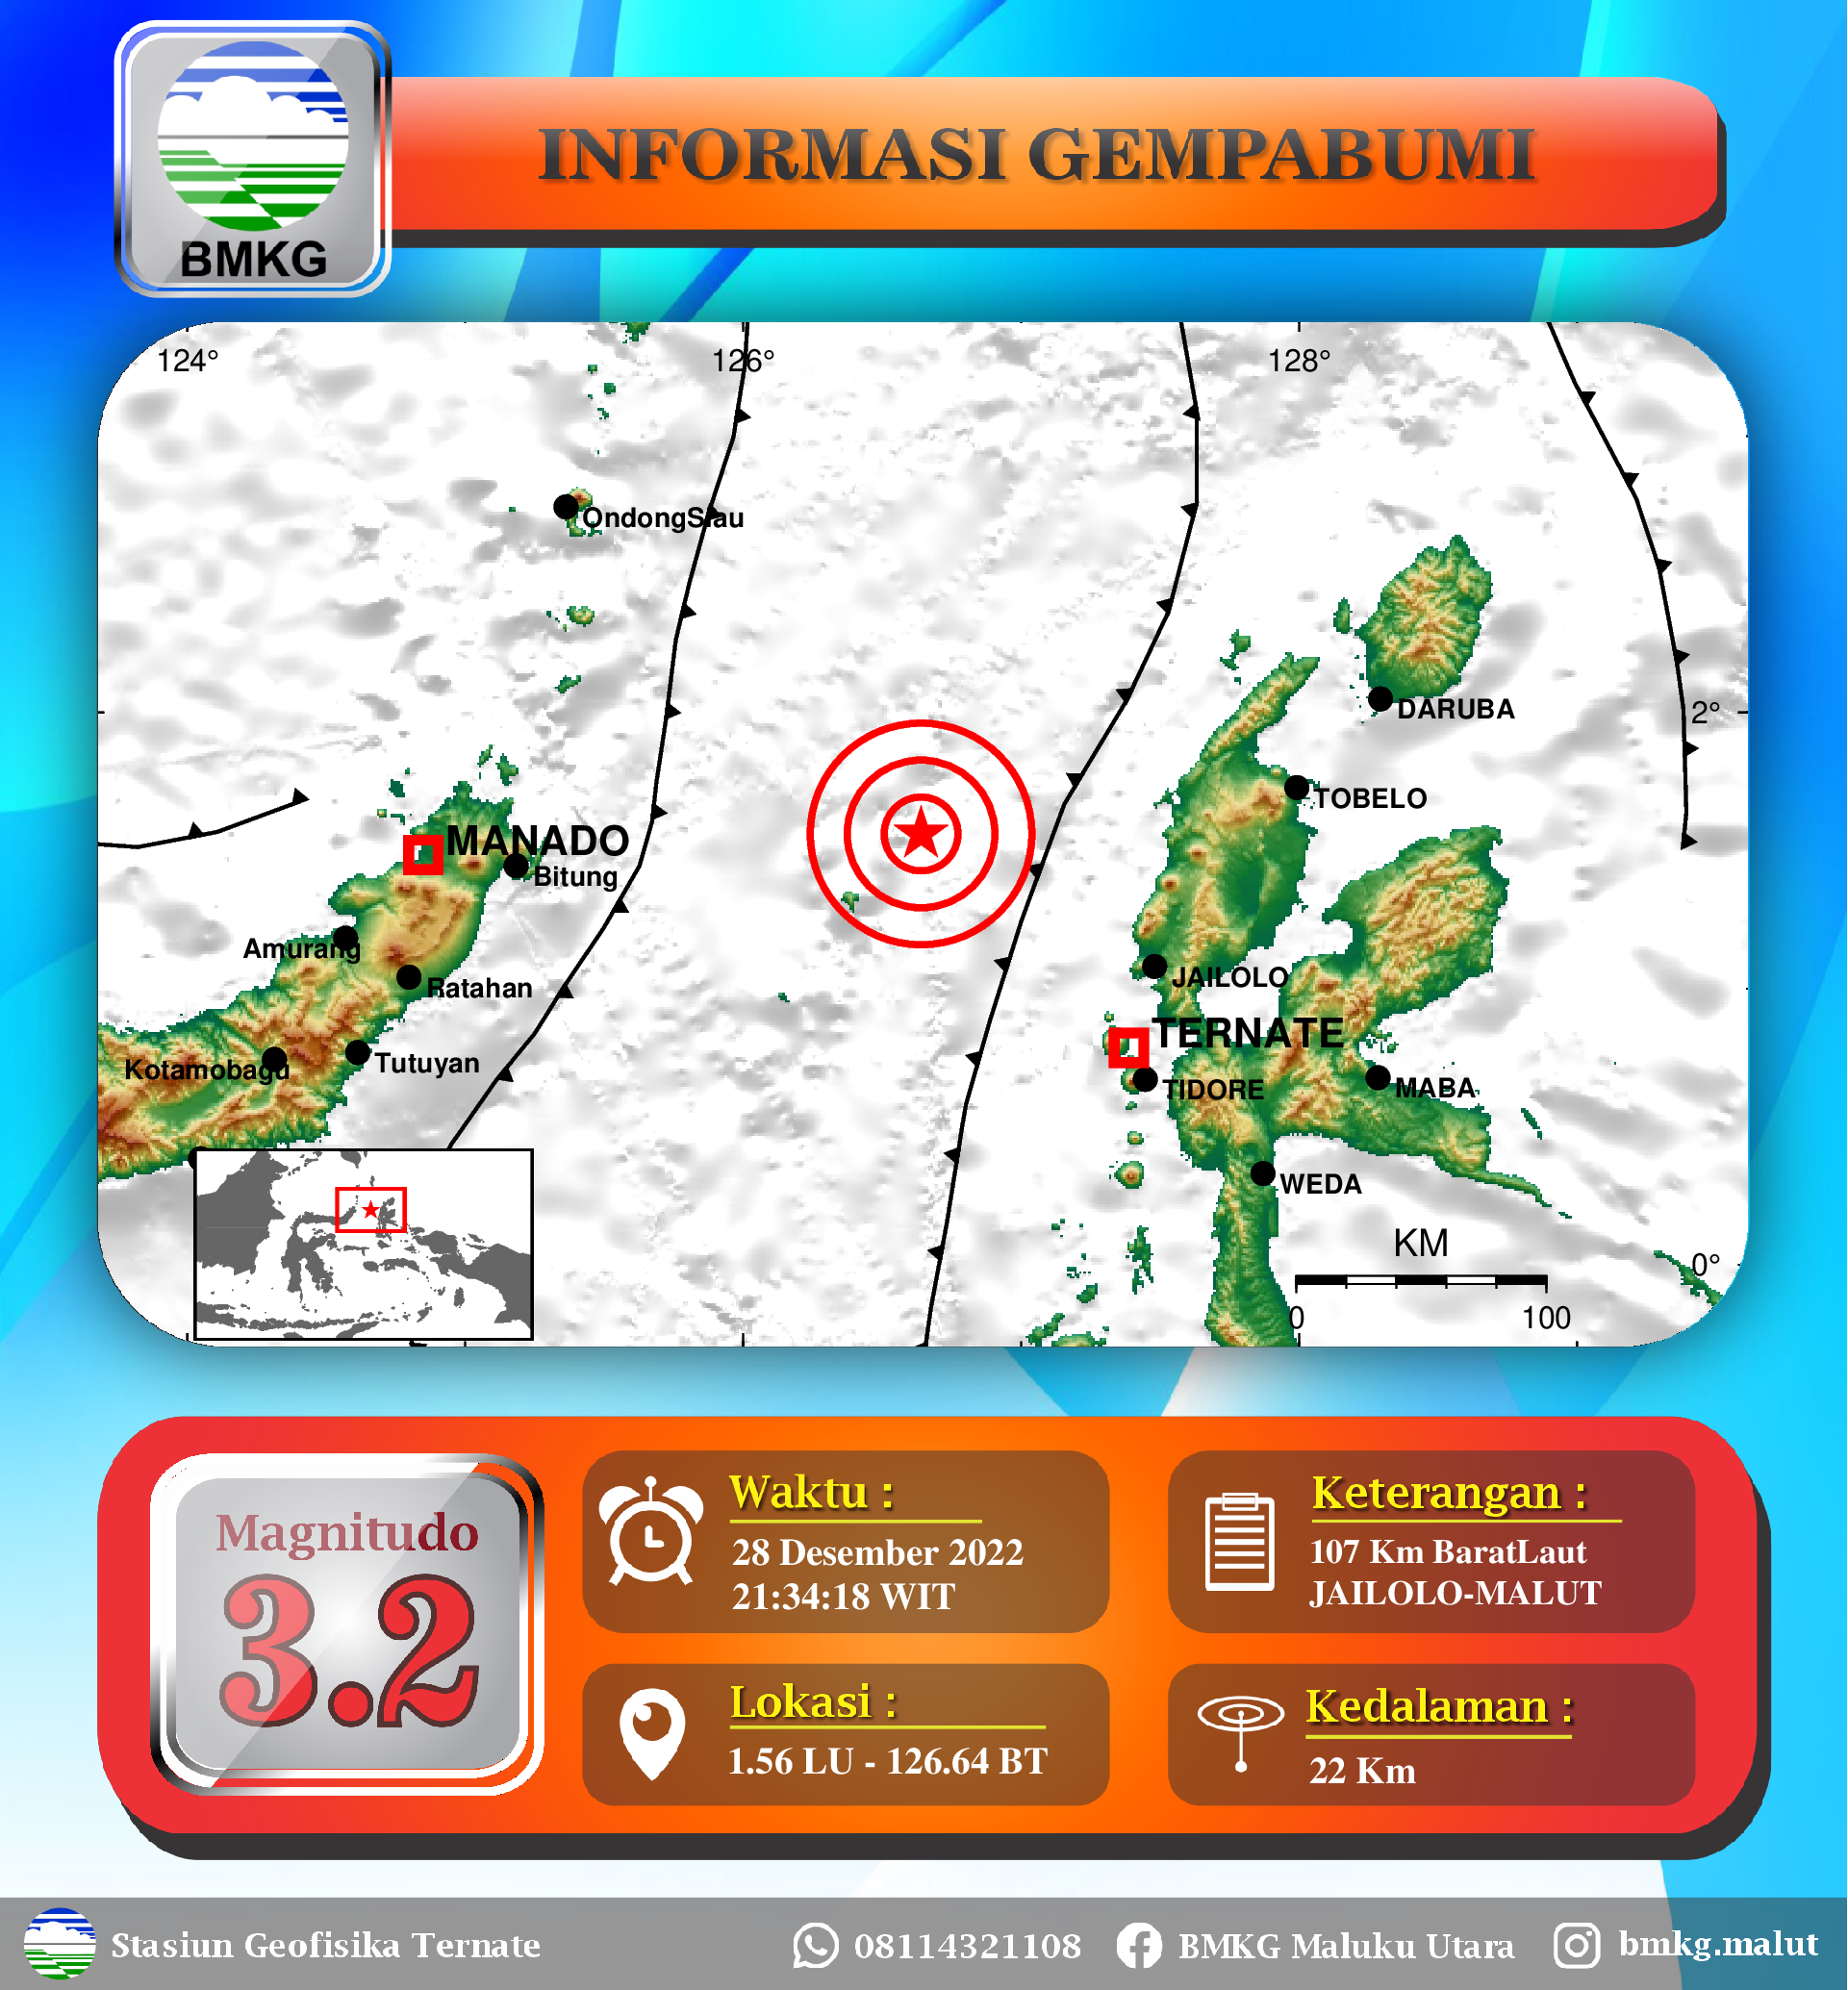 BMKG
INFORMASI GEMPABUMI
124°
126°
128°
OndongSiau
DARUBA
2°
TOBELO
MANADO
Bitung
Amurang
Ratahan
JAILOLO
TERNATE
Kotamobagu
Tutuyan
TIDORE
MABA
WEDA
KM
0°
0
100
Magnitudo
3.2
Waktu :
28 Desember 2022
21:34:18 WIT
Keterangan :
107 Km BaratLaut
JAILOLO-MALUT
Lokasi :
1.56 LU - 126.64 BT
Kedalaman :
22 Km
Stasiun Geofisika Ternate
08114321108
BMKG Maluku Utara
bmkg.malut